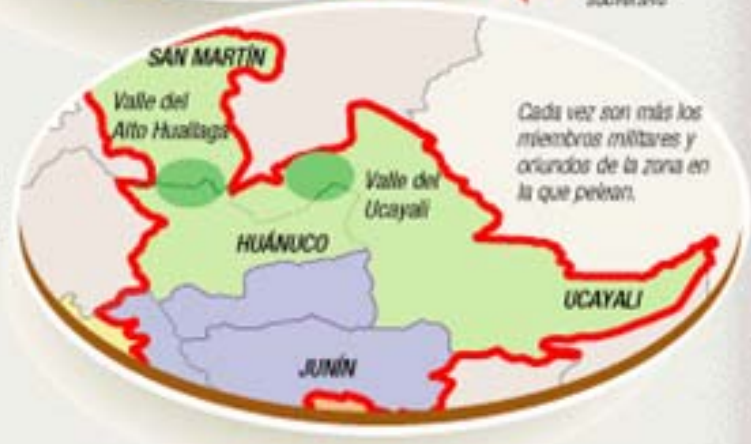 subversivo
SAN MARTÍN
Valle del
Alto Huallaga
Cada vez son más los
miembros militares y
oriundos de la zona en
la que pelean.
Valle del
Ucayali
HUÁNUCO
UCAYALI
JUNÍN